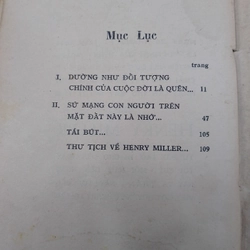 Mục Lục
trang
I. DƯỜNG NHƯ ĐỐI TƯỢNG
CHÍNH CỦA CUỘC ĐỜI LÀ QUÊN... 11
II. SỨ MẠNG CON NGƯỜI TRÊN
MẶT ĐẤT NÀY LÀ NHỚ... 47
TÁI BÚT... 105
THƯ TỊCH VỀ HENRY MILLER... 109